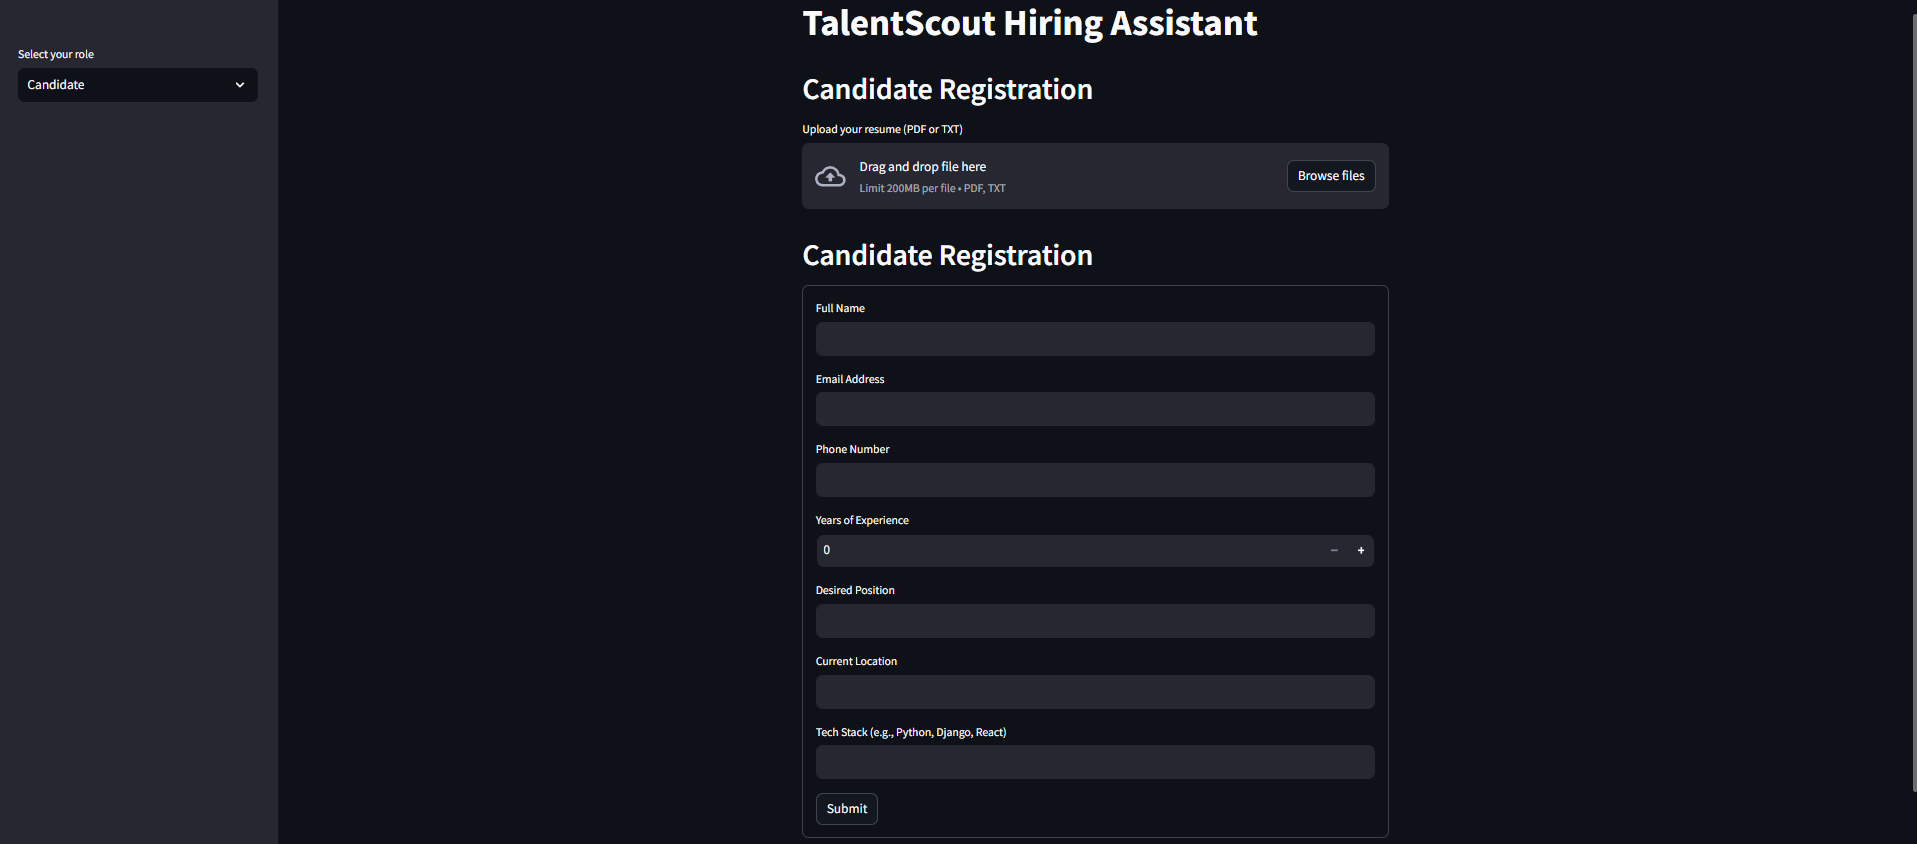 Select your role
Candidate
TalentScout Hiring Assistant
Candidate Registration
Upload your resume (PDF or TXT)
Drag and drop file here
Limit 200MB per file • PDF, TXT
Browse files
Candidate Registration
Full Name
Email Address
Phone Number
Years of Experience
0
Desired Position
Current Location
Tech Stack (e.g., Python, Django, React)
Submit